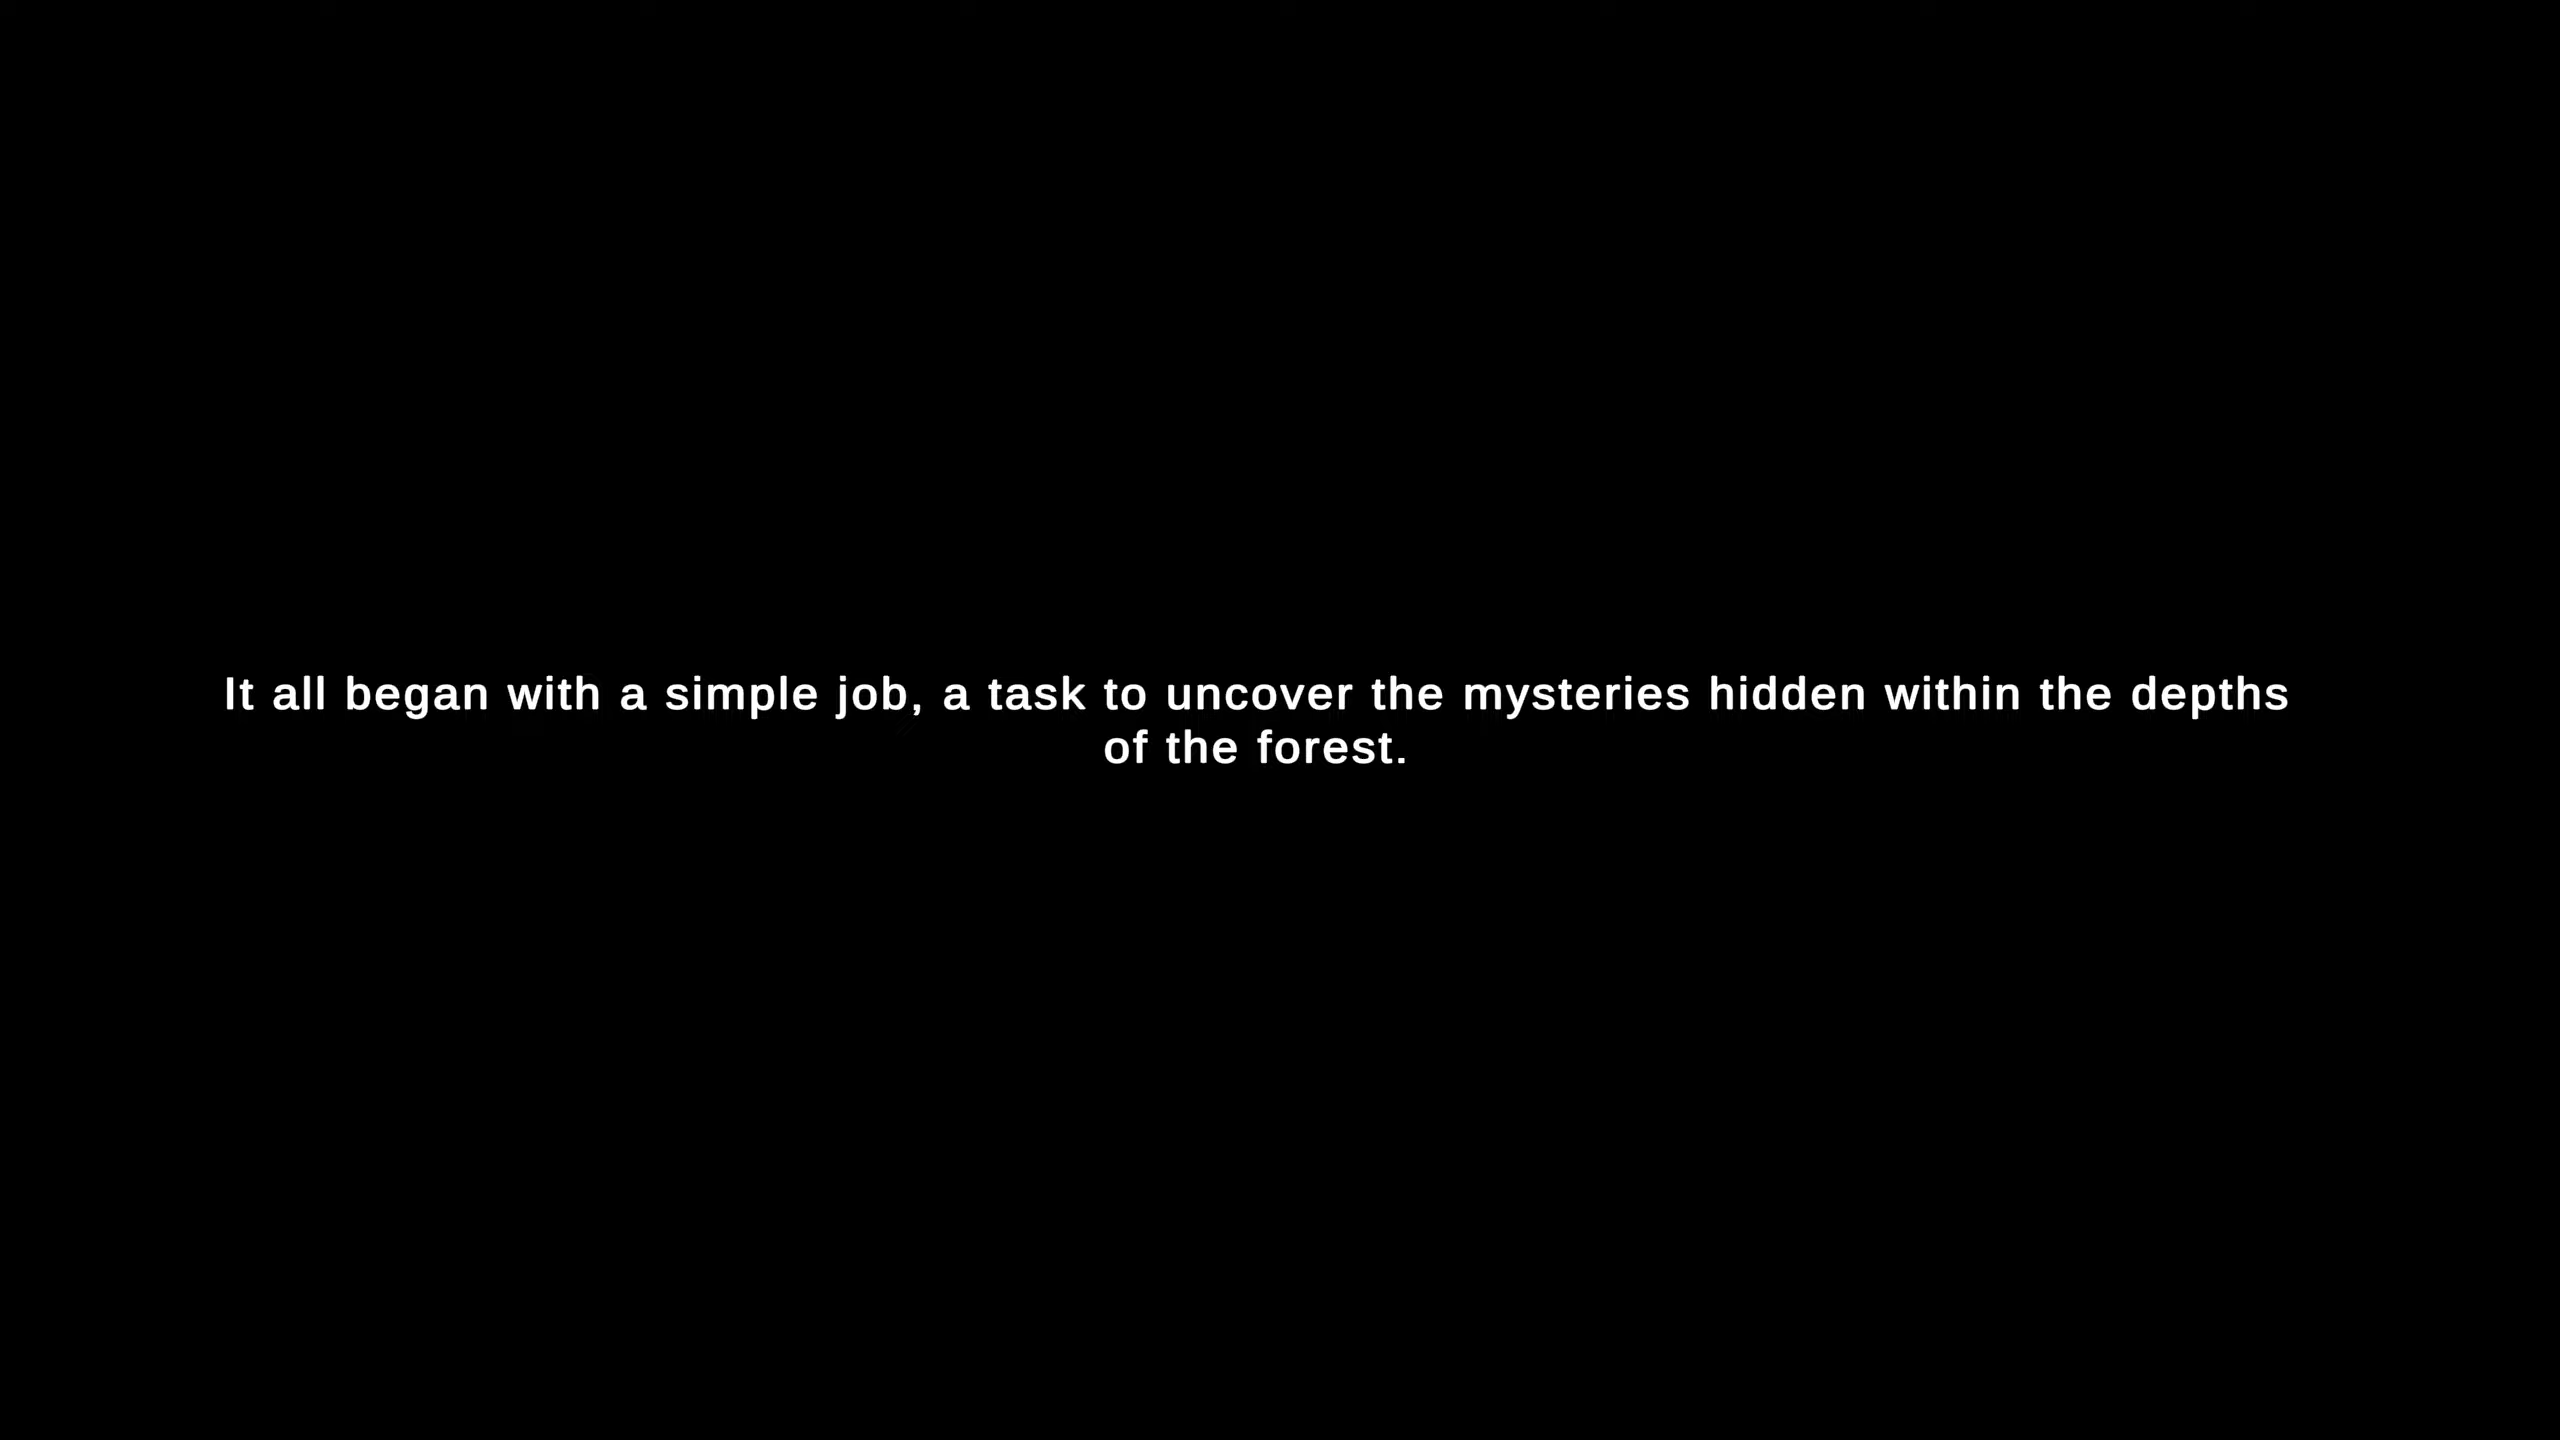 It all began with a simple job, a task to uncover the mysteries hidden within the depths
of the forest.